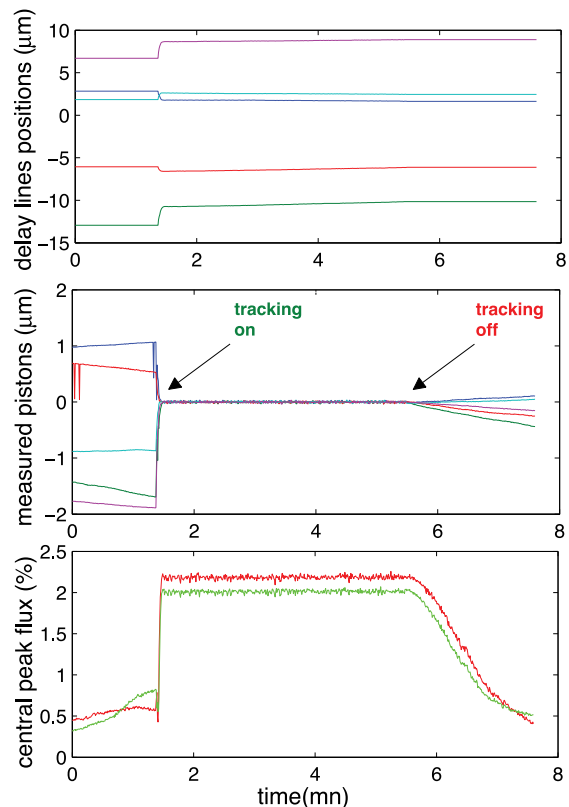 10
5
0
−5
−10
−15
0 2 4 6 8
delay lines positions (μm)
2
1
0
−1
−2
0 2 4 6 8
measured pistons (μm)
tracking
on
tracking
off
2.5
2
1.5
1
0.5
0
0 2 4 6 8
central peak flux (%)
time(mn)